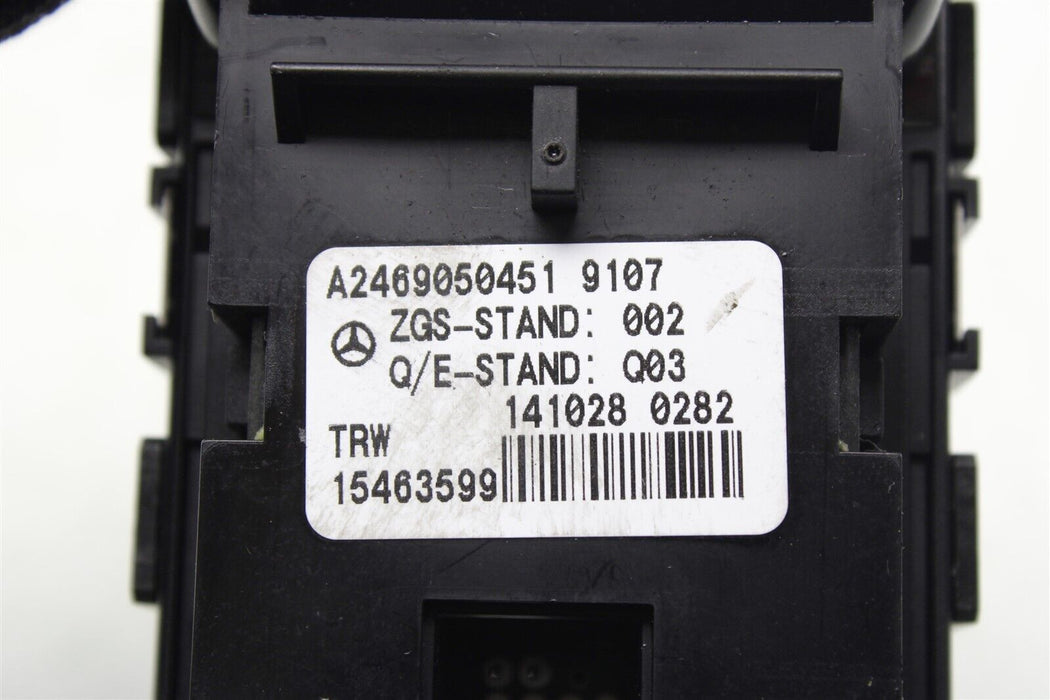 A2469050451 9107
ZGS-STAND: 002
Q/E-STAND: Q03
141028 0282
TRW
15463599